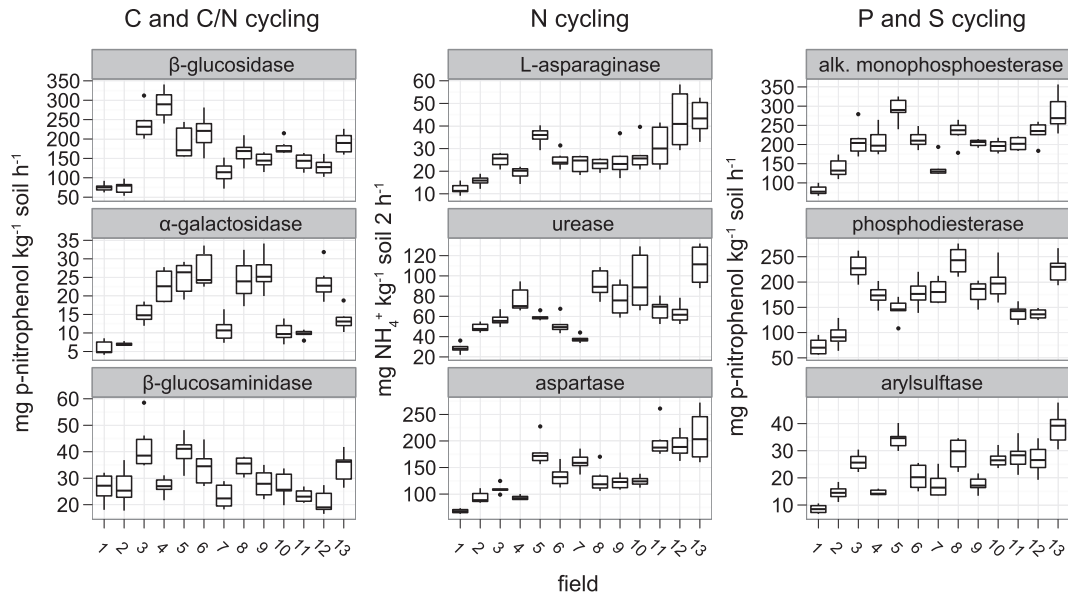 C and C/N cycling
N cycling
P and S cycling
β-glucosidase
350
300
250
200
150
100
50
α-galactosidase
35
30
25
20
15
10
5
β-glucosaminidase
60
50
40
30
20
mg p-nitrophenol kg⁻¹ soil h⁻¹
1 2 3 4 5 6 7 8 9 10 11 12 13
L-asparaginase
60
50
40
30
20
10
urease
120
100
80
60
40
20
aspartase
250
200
150
100
mg NH₄⁺ kg⁻¹ soil 2 h⁻¹
1 2 3 4 5 6 7 8 9 10 11 12 13
alk. monophosphoesterase
350
300
250
200
150
100
phosphodiesterase
250
200
150
100
50
arylsulftase
40
30
20
10
mg p-nitrophenol kg⁻¹ soil h⁻¹
1 2 3 4 5 6 7 8 9 10 11 12 13
field